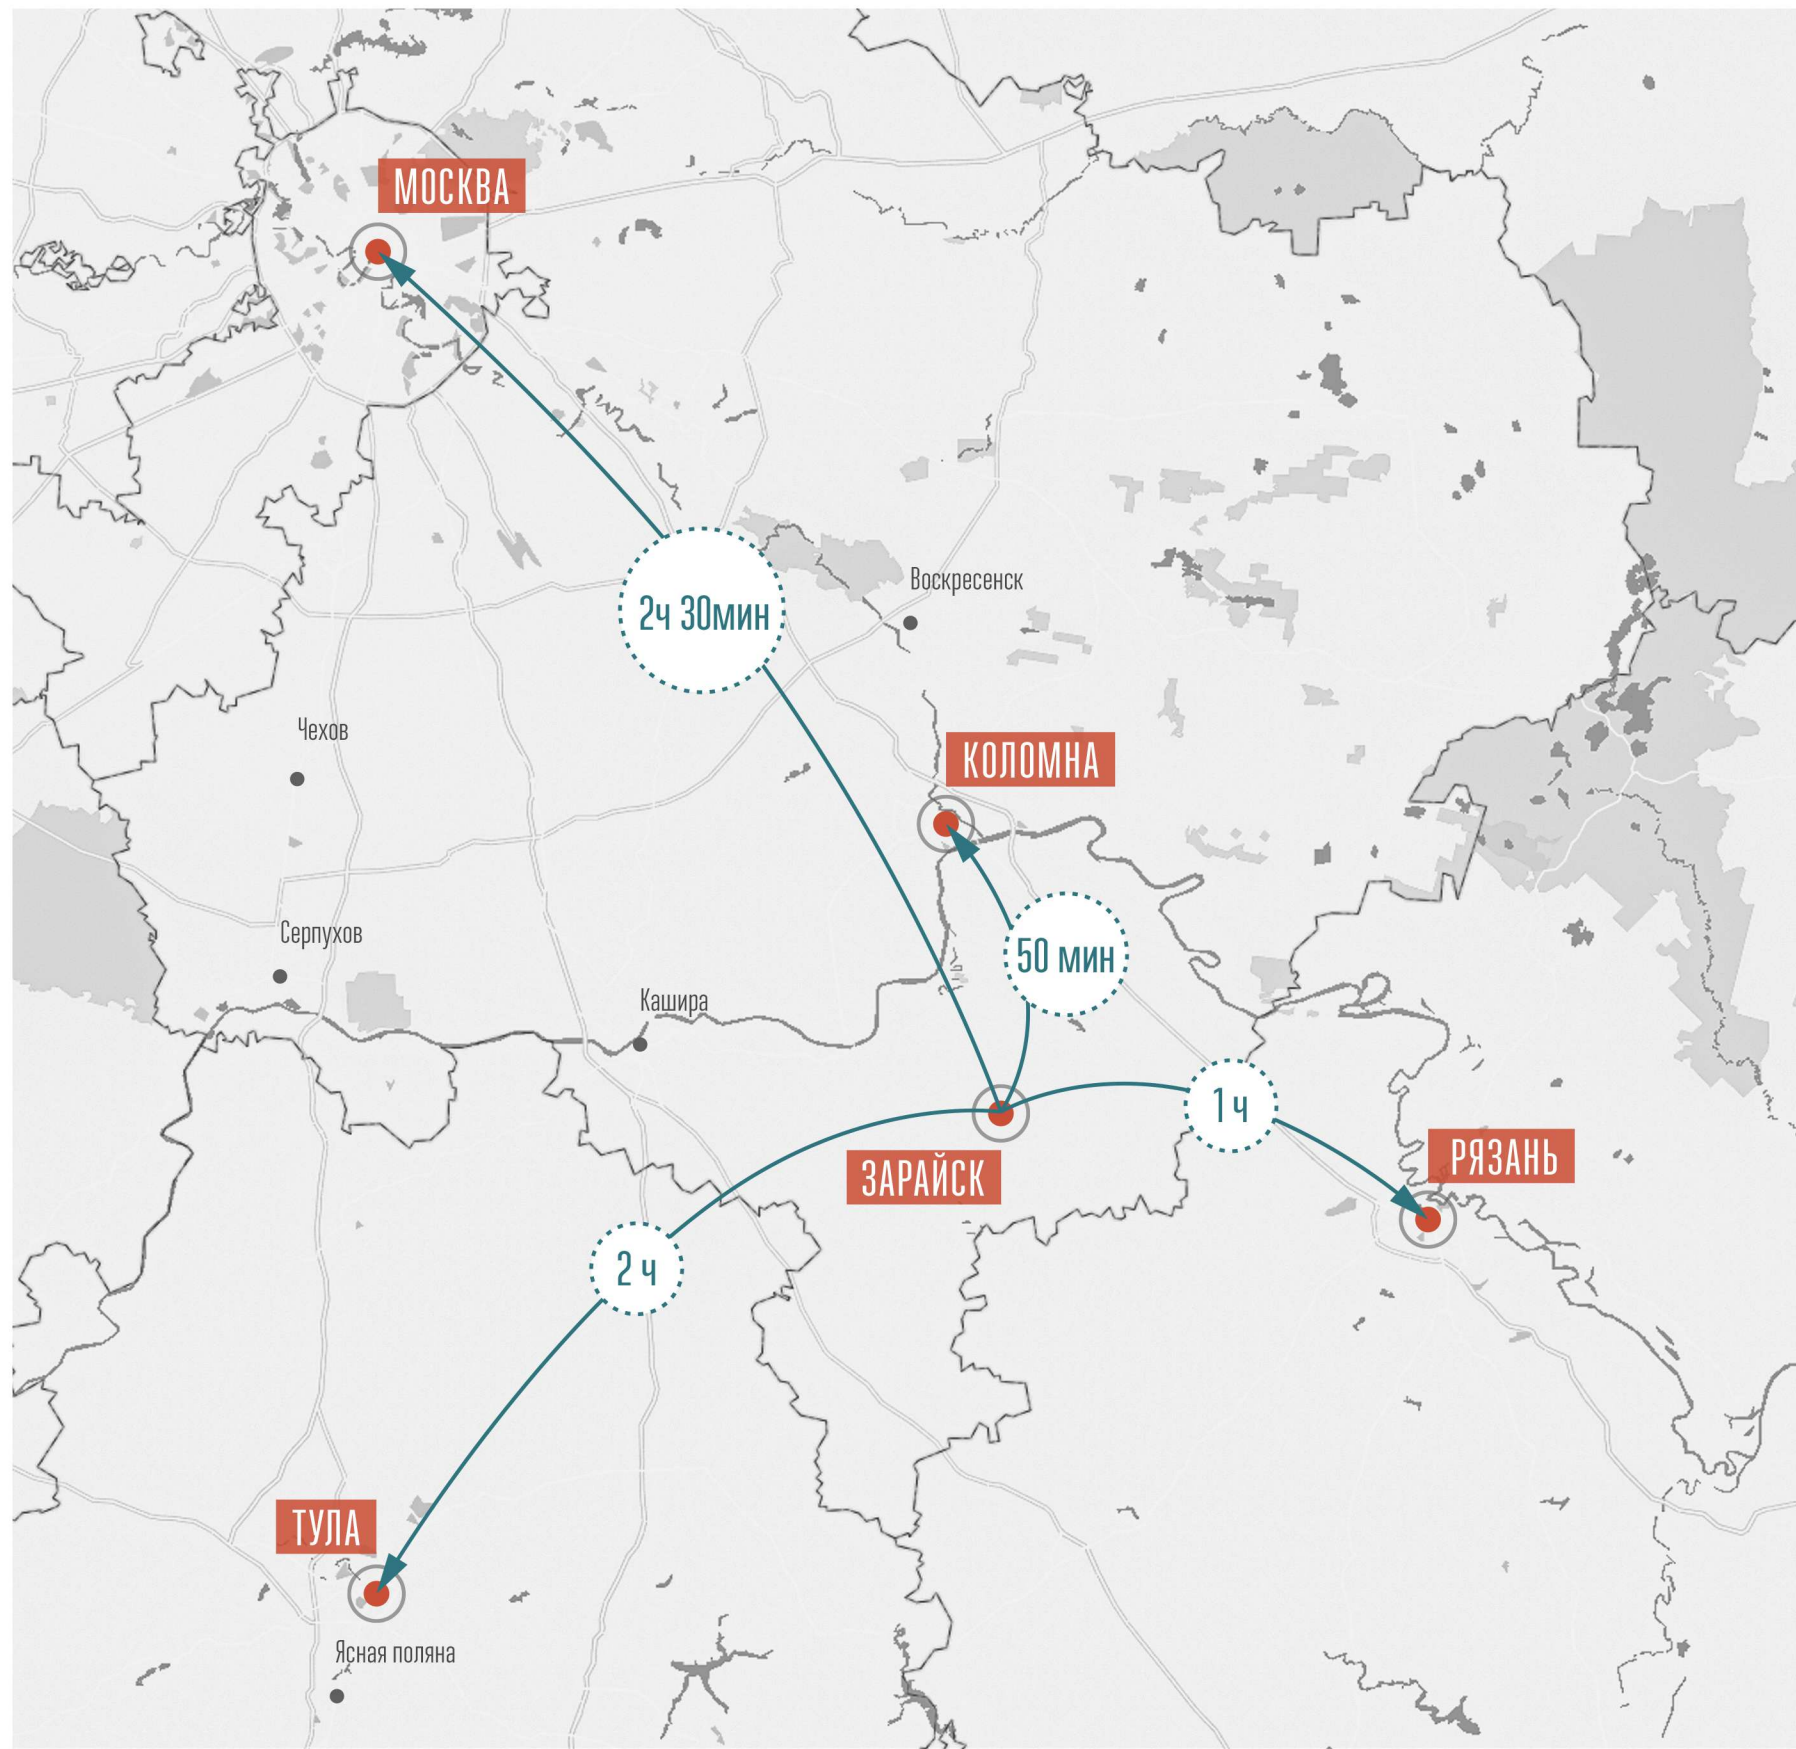 МОСКВА
Воскресенск
2ч 30мин
Чехов
КОЛОМНА
Серпухов
50 мин
Кашира
1 ч
РЯЗАНЬ
ЗАРАЙСК
2 ч
ТУЛА
Ясная поляна